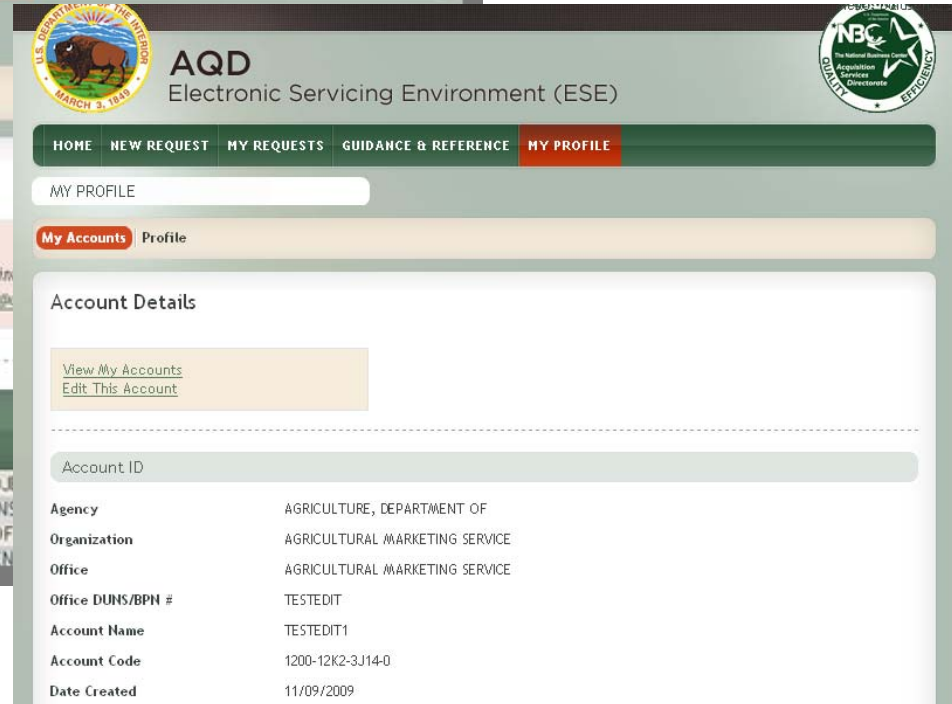 U.S. DEPARTMENT OF THE INTERIOR
MARCH 3, 1849
AQD
Electronic Servicing Environment (ESE)
NBC
The National Business Center
Acquisition
Services
Directorate
QUALITY
EFFICIENCY
HOME NEW REQUEST MY REQUESTS GUIDANCE & REFERENCE MY PROFILE
MY PROFILE
My Accounts Profile
Account Details
View My Accounts
Edit This Account
Account ID
Agency AGRICULTURE, DEPARTMENT OF
Organization AGRICULTURAL MARKETING SERVICE
Office AGRICULTURAL MARKETING SERVICE
Office DUNS/BPN # TESTEDIT
Account Name TESTEDIT1
Account Code 1200-12K2-3J14-0
Date Created 11/09/2009